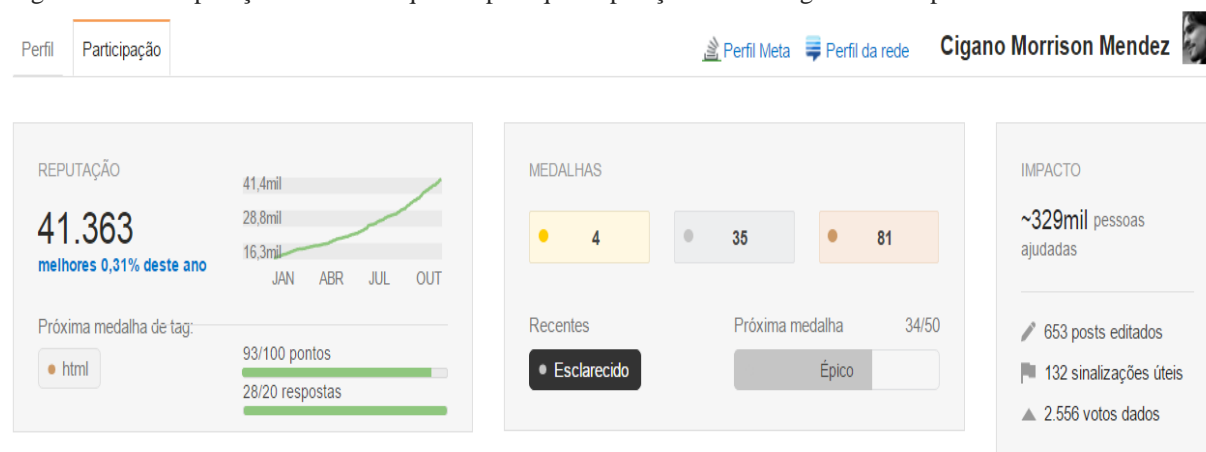 Perfil
Participação
Perfil Meta
Perfil da rede
Cigano Morrison Mendez
REPUTAÇÃO
41.363
melhores 0,31% deste ano
41,4mil
28,8mil
16,3mil
JAN ABR JUL OUT
Próxima medalha de tag:
html
93/100 pontos
28/20 respostas
MEDALHAS
4
35
81
Recentes
Esclarecido
Próxima medalha 34/50
Épico
IMPACTO
~329mil pessoas
ajudadas
653 posts editados
132 sinalizações úteis
2.556 votos dados